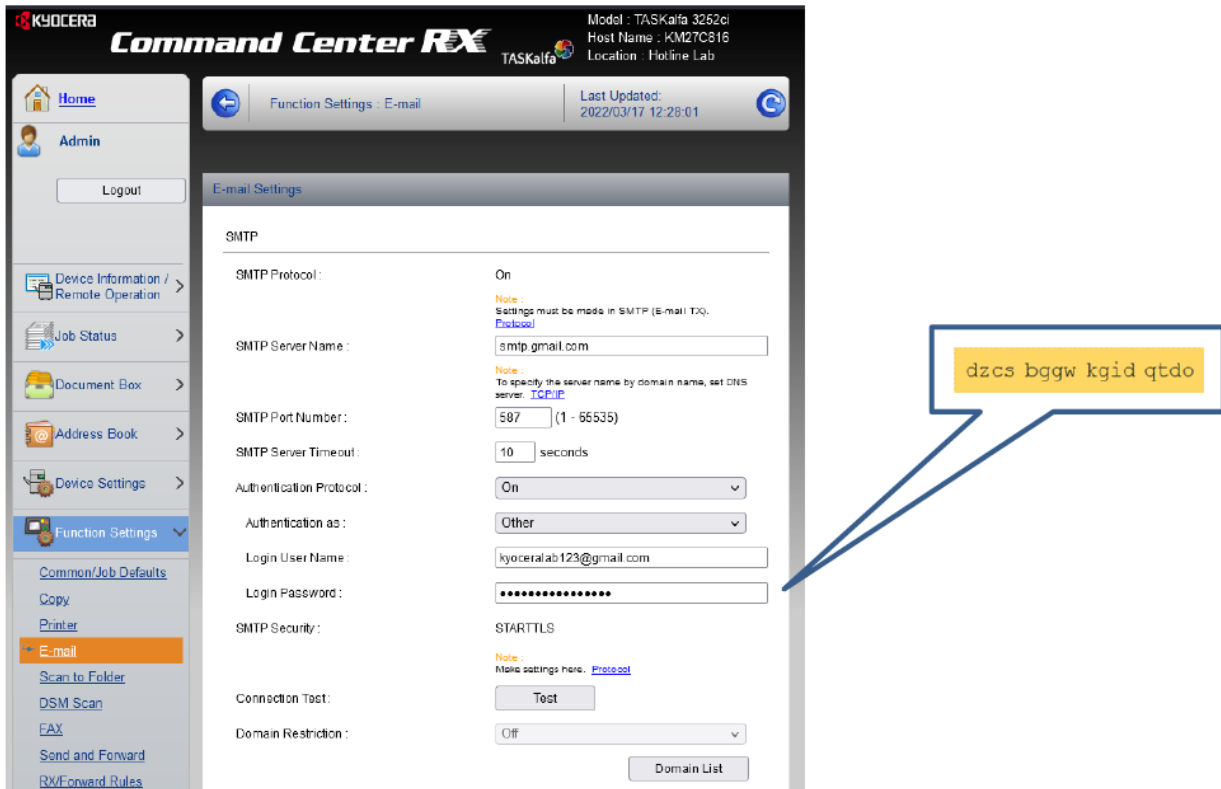 KYOCERA
Command Center RX
TASKalfa
Model : TASKalfa 3252ci
Host Name : KM27C816
Location : Hotline Lab
Home
Admin
Logout
Device Information /
Remote Operation
Job Status
Document Box
Address Book
Device Settings
Function Settings
Common/Job Defaults
Copy
Printer
E-mail
Scan to Folder
DSM Scan
FAX
Send and Forward
RX/Forward Rules
Function Settings : E-mail
Last Updated:
2022/03/17 12:28:01
E-mail Settings
SMTP
SMTP Protocol :
On
Note :
Settings must be made in SMTP (E-mail TX).
Protocol
SMTP Server Name :
smtp.gmail.com
Note :
To specify the server name by domain name, set DNS
server. TCP/IP
SMTP Port Number :
587 (1 - 65535)
SMTP Server Timeout :
10 seconds
Authentication Protocol :
On
Authentication as :
Other
Login User Name :
kyoceralab123@gmail.com
Login Password :
••••••••••••••••
SMTP Security :
STARTTLS
Note :
Make settings here. Protocol
Connection Test :
Test
Domain Restriction :
Off
Domain List
dzcs bggw kgid qtdo